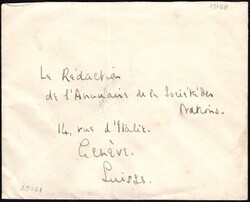 La Rédaction
de l'Annuaire de la Société des
Nations.
14, rue d'Italie.
GENÈVE.
Suisse.